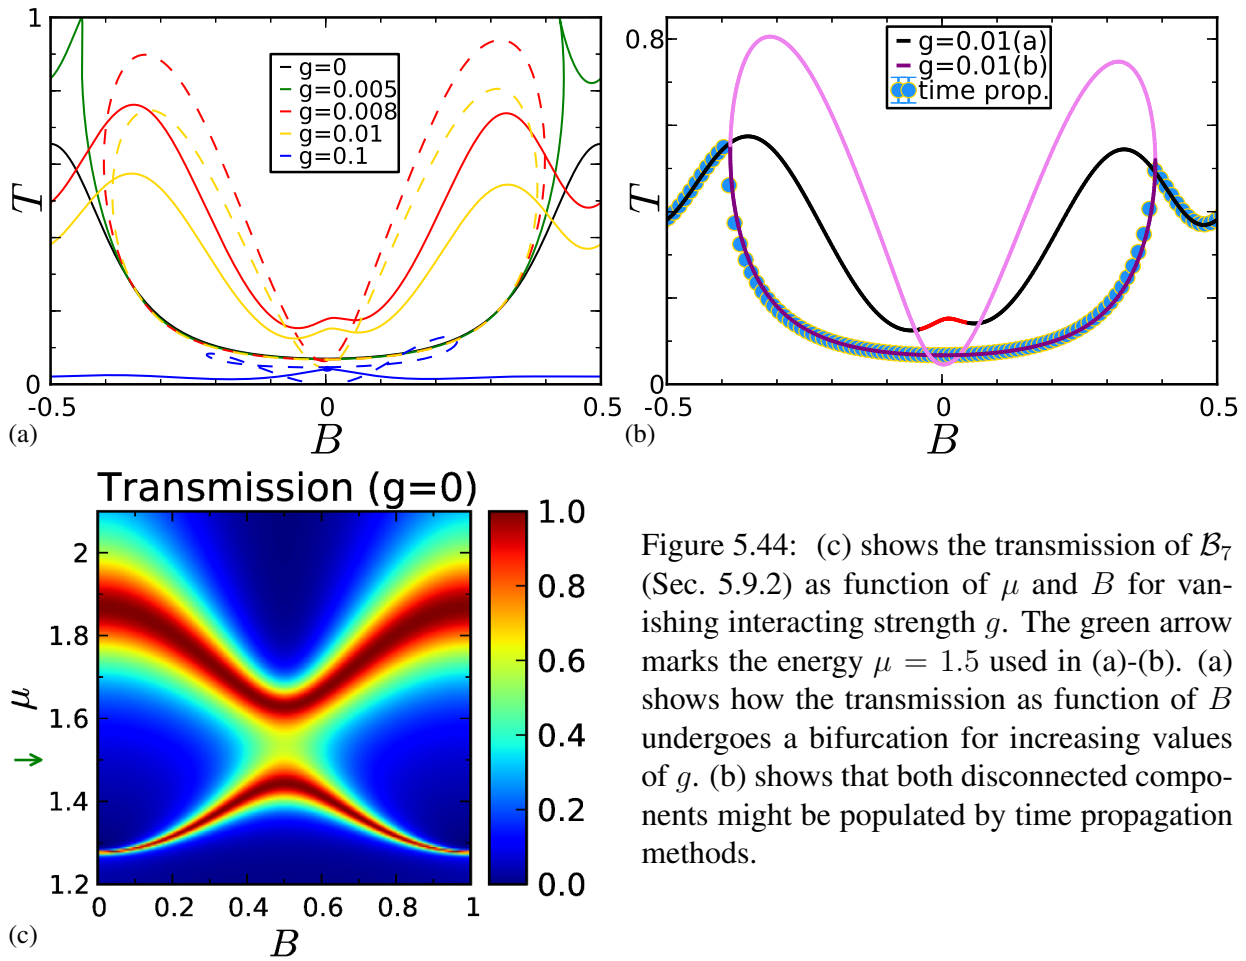 1
T
0
-0.5
0
0.5
B
(a)
g=0
g=0.005
g=0.008
g=0.01
g=0.1
0.8
T
0
-0.5
0
0.5
B
(b)
g=0.01(a)
g=0.01(b)
time prop.
Transmission (g=0)
2
1.8
1.6
1.4
1.2
μ
→
0
0.2
0.4
0.6
0.8
1
B
(c)
1.0
0.8
0.6
0.4
0.2
0.0
Figure 5.44: (c) shows the transmission of ℬ₇
(Sec. 5.9.2) as function of μ and B for van-
ishing interacting strength g. The green arrow
marks the energy μ = 1.5 used in (a)-(b). (a)
shows how the transmission as function of B
undergoes a bifurcation for increasing values
of g. (b) shows that both disconnected compo-
nents might be populated by time propagation
methods.